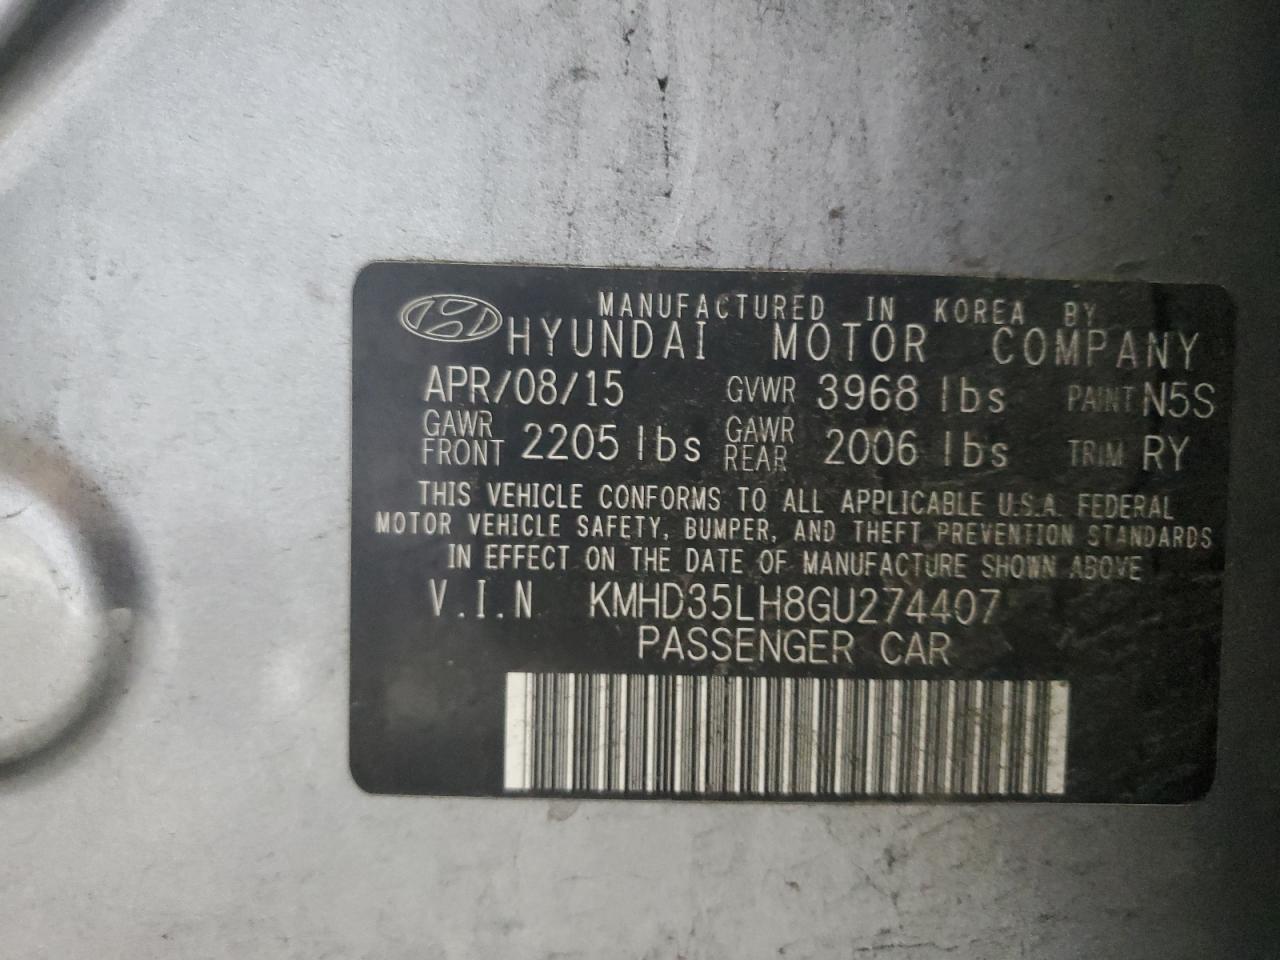 MANUFACTURED IN KOREA BY
HYUNDAI MOTOR COMPANY
APR/08/15 GVWR 3968 lbs PAINT N5S
GAWR FRONT 2205 lbs GAWR REAR 2006 lbs TRIM RY
THIS VEHICLE CONFORMS TO ALL APPLICABLE U.S.A. FEDERAL
MOTOR VEHICLE SAFETY, BUMPER, AND THEFT PREVENTION STANDARDS
IN EFFECT ON THE DATE OF MANUFACTURE SHOWN ABOVE
V.I.N KMHD35LH8GU274407
PASSENGER CAR